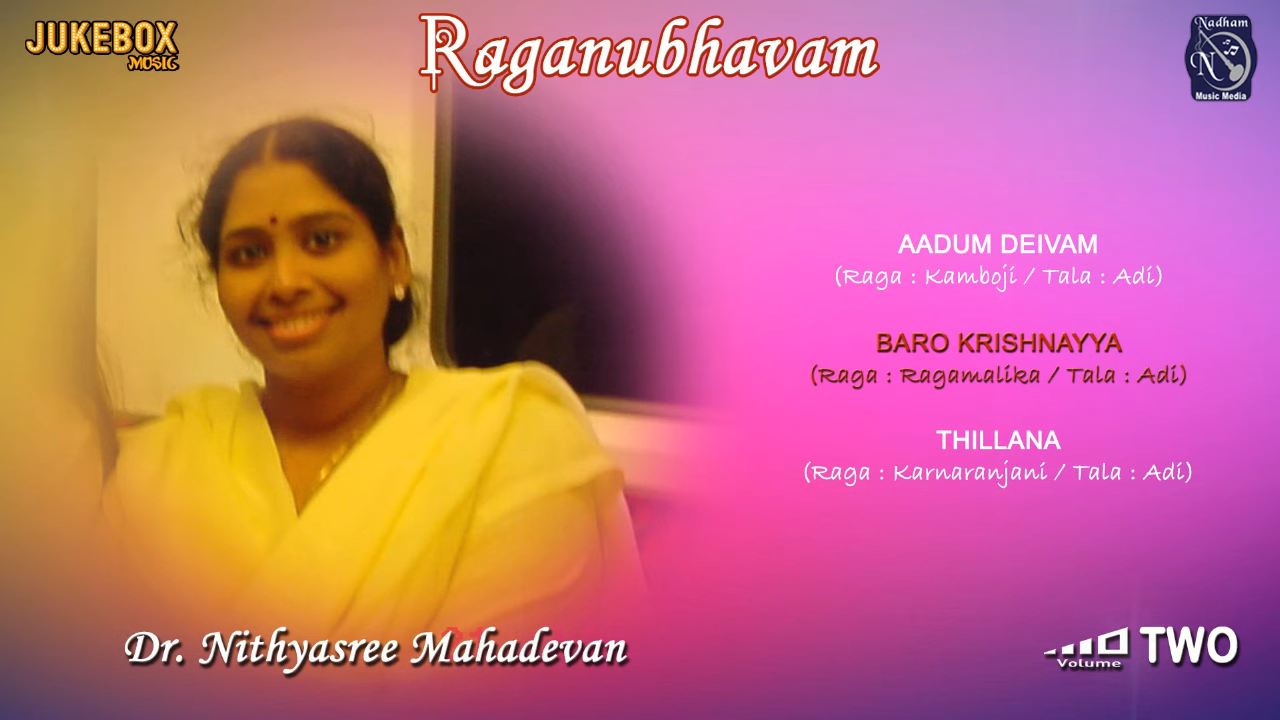 JUKEBOX
MUSIC
Raganubhavam
Nadham
N
Music Media
AADUM DEIVAM
(Raga : Kamboji / Tala : Adi)
BARO KRISHNAYYA
(Raga : Ragamalika / Tala : Adi)
THILLANA
(Raga : Karnaranjani / Tala : Adi)
Dr. Nithyasree Mahadevan
Volume TWO